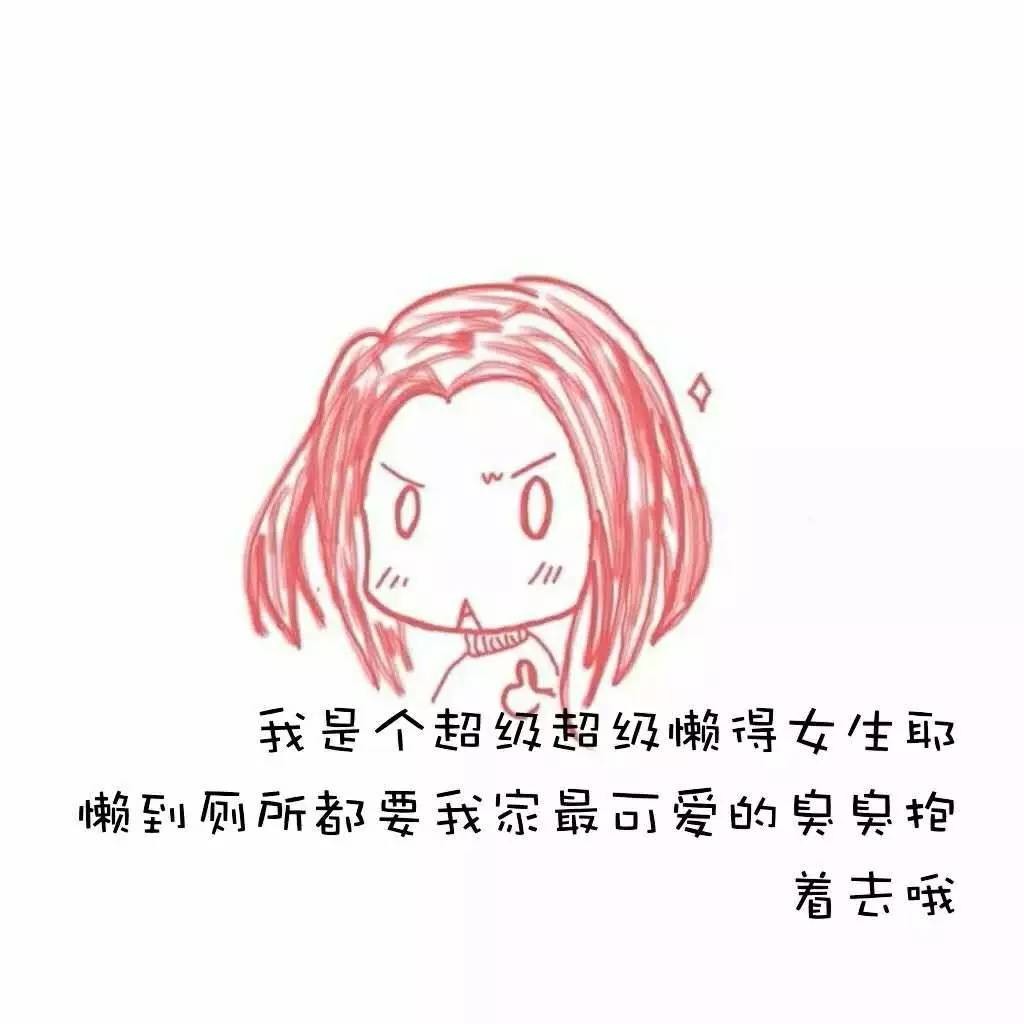 我是个超级超级懒得女生耶
懒到厕所都要我家最可爱的臭臭抱
着去哦